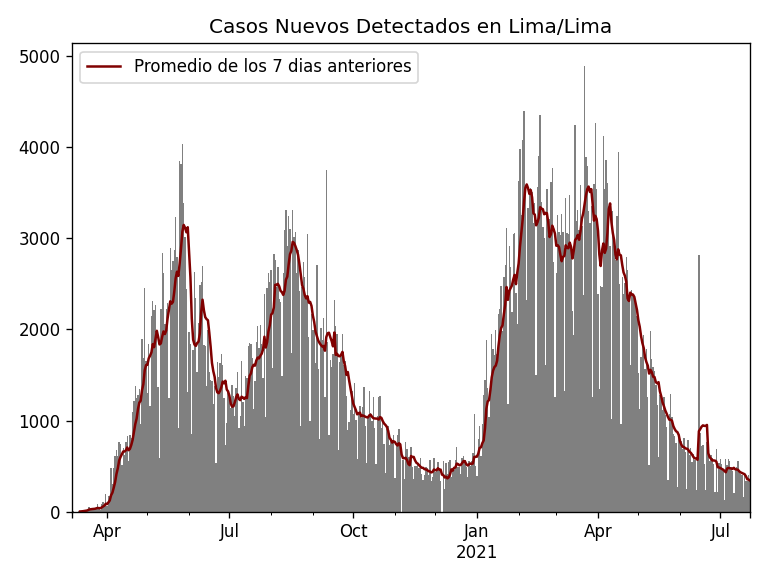 Casos Nuevos Detectados en Lima/Lima
Promedio de los 7 dias anteriores
5000
4000
3000
2000
1000
0
Apr Jul Oct Jan Apr Jul
2021